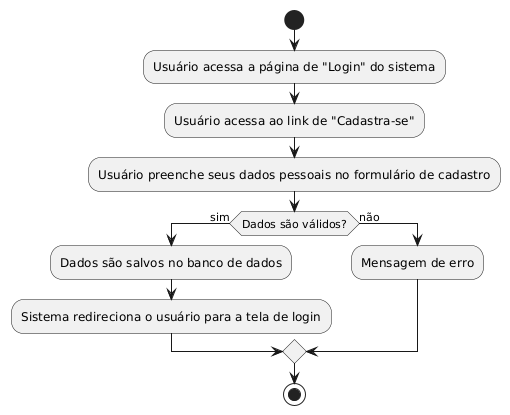 Usuário acessa a página de "Login" do sistema
Usuário acessa ao link de "Cadastra-se"
Usuário preenche seus dados pessoais no formulário de cadastro
sim
Dados são válidos?
não
Dados são salvos no banco de dados
Mensagem de erro
Sistema redireciona o usuário para a tela de login